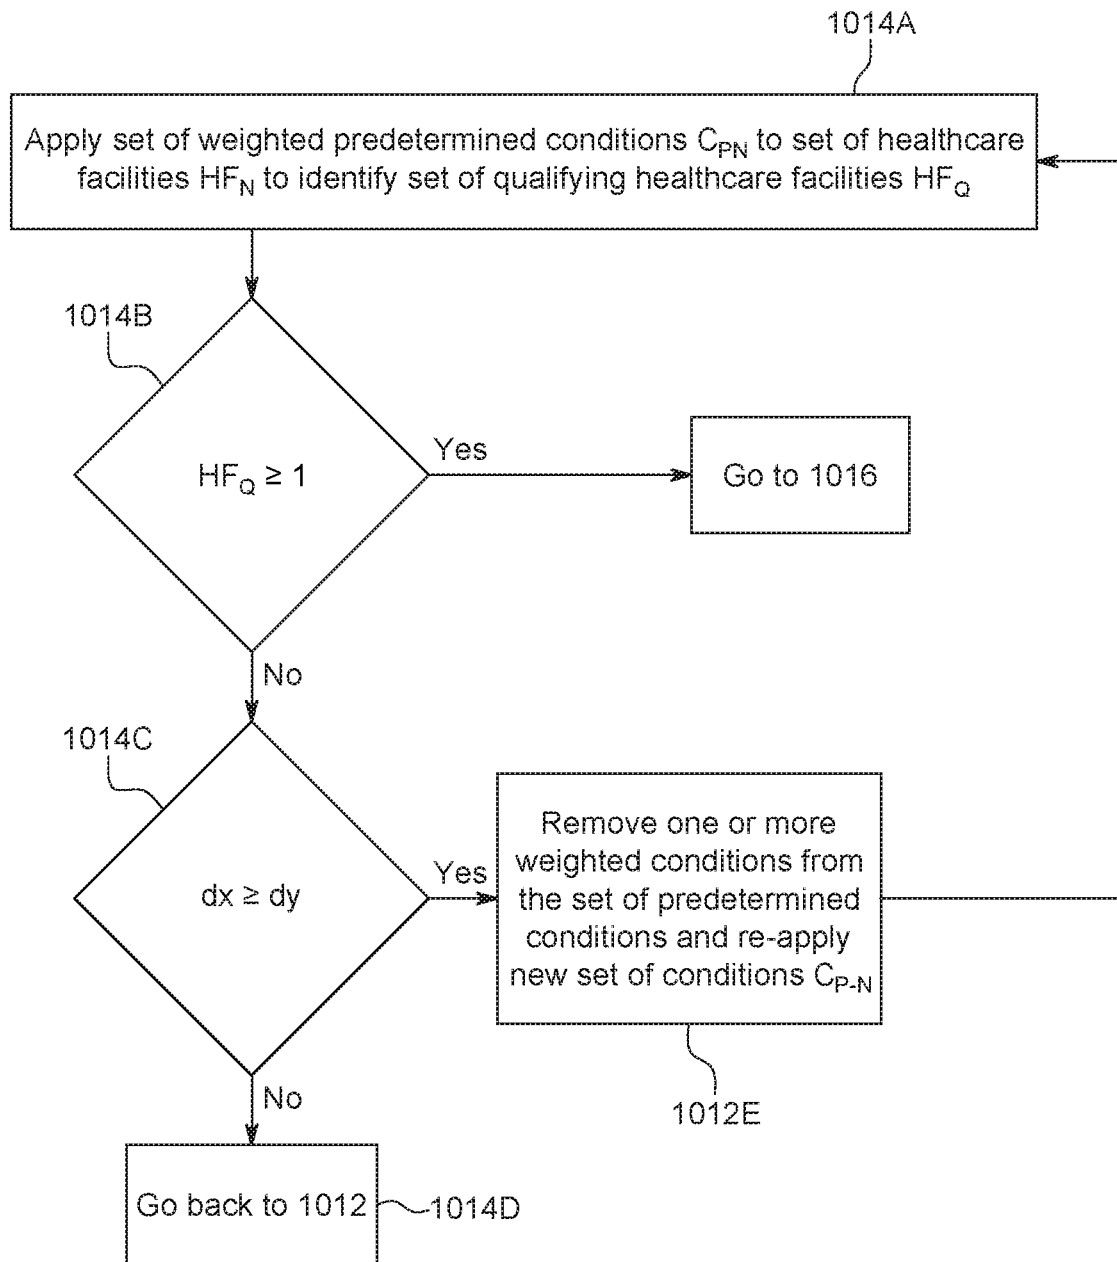 1014A
Apply set of weighted predetermined conditions C_PN to set of healthcare
facilities HF_N to identify set of qualifying healthcare facilities HF_Q
1014B
HF_Q ≥ 1
Yes
Go to 1016
No
1014C
dx ≥ dy
Yes
Remove one or more
weighted conditions from
the set of predetermined
conditions and re-apply
new set of conditions C_P-N
1012E
No
Go back to 1012
1014D